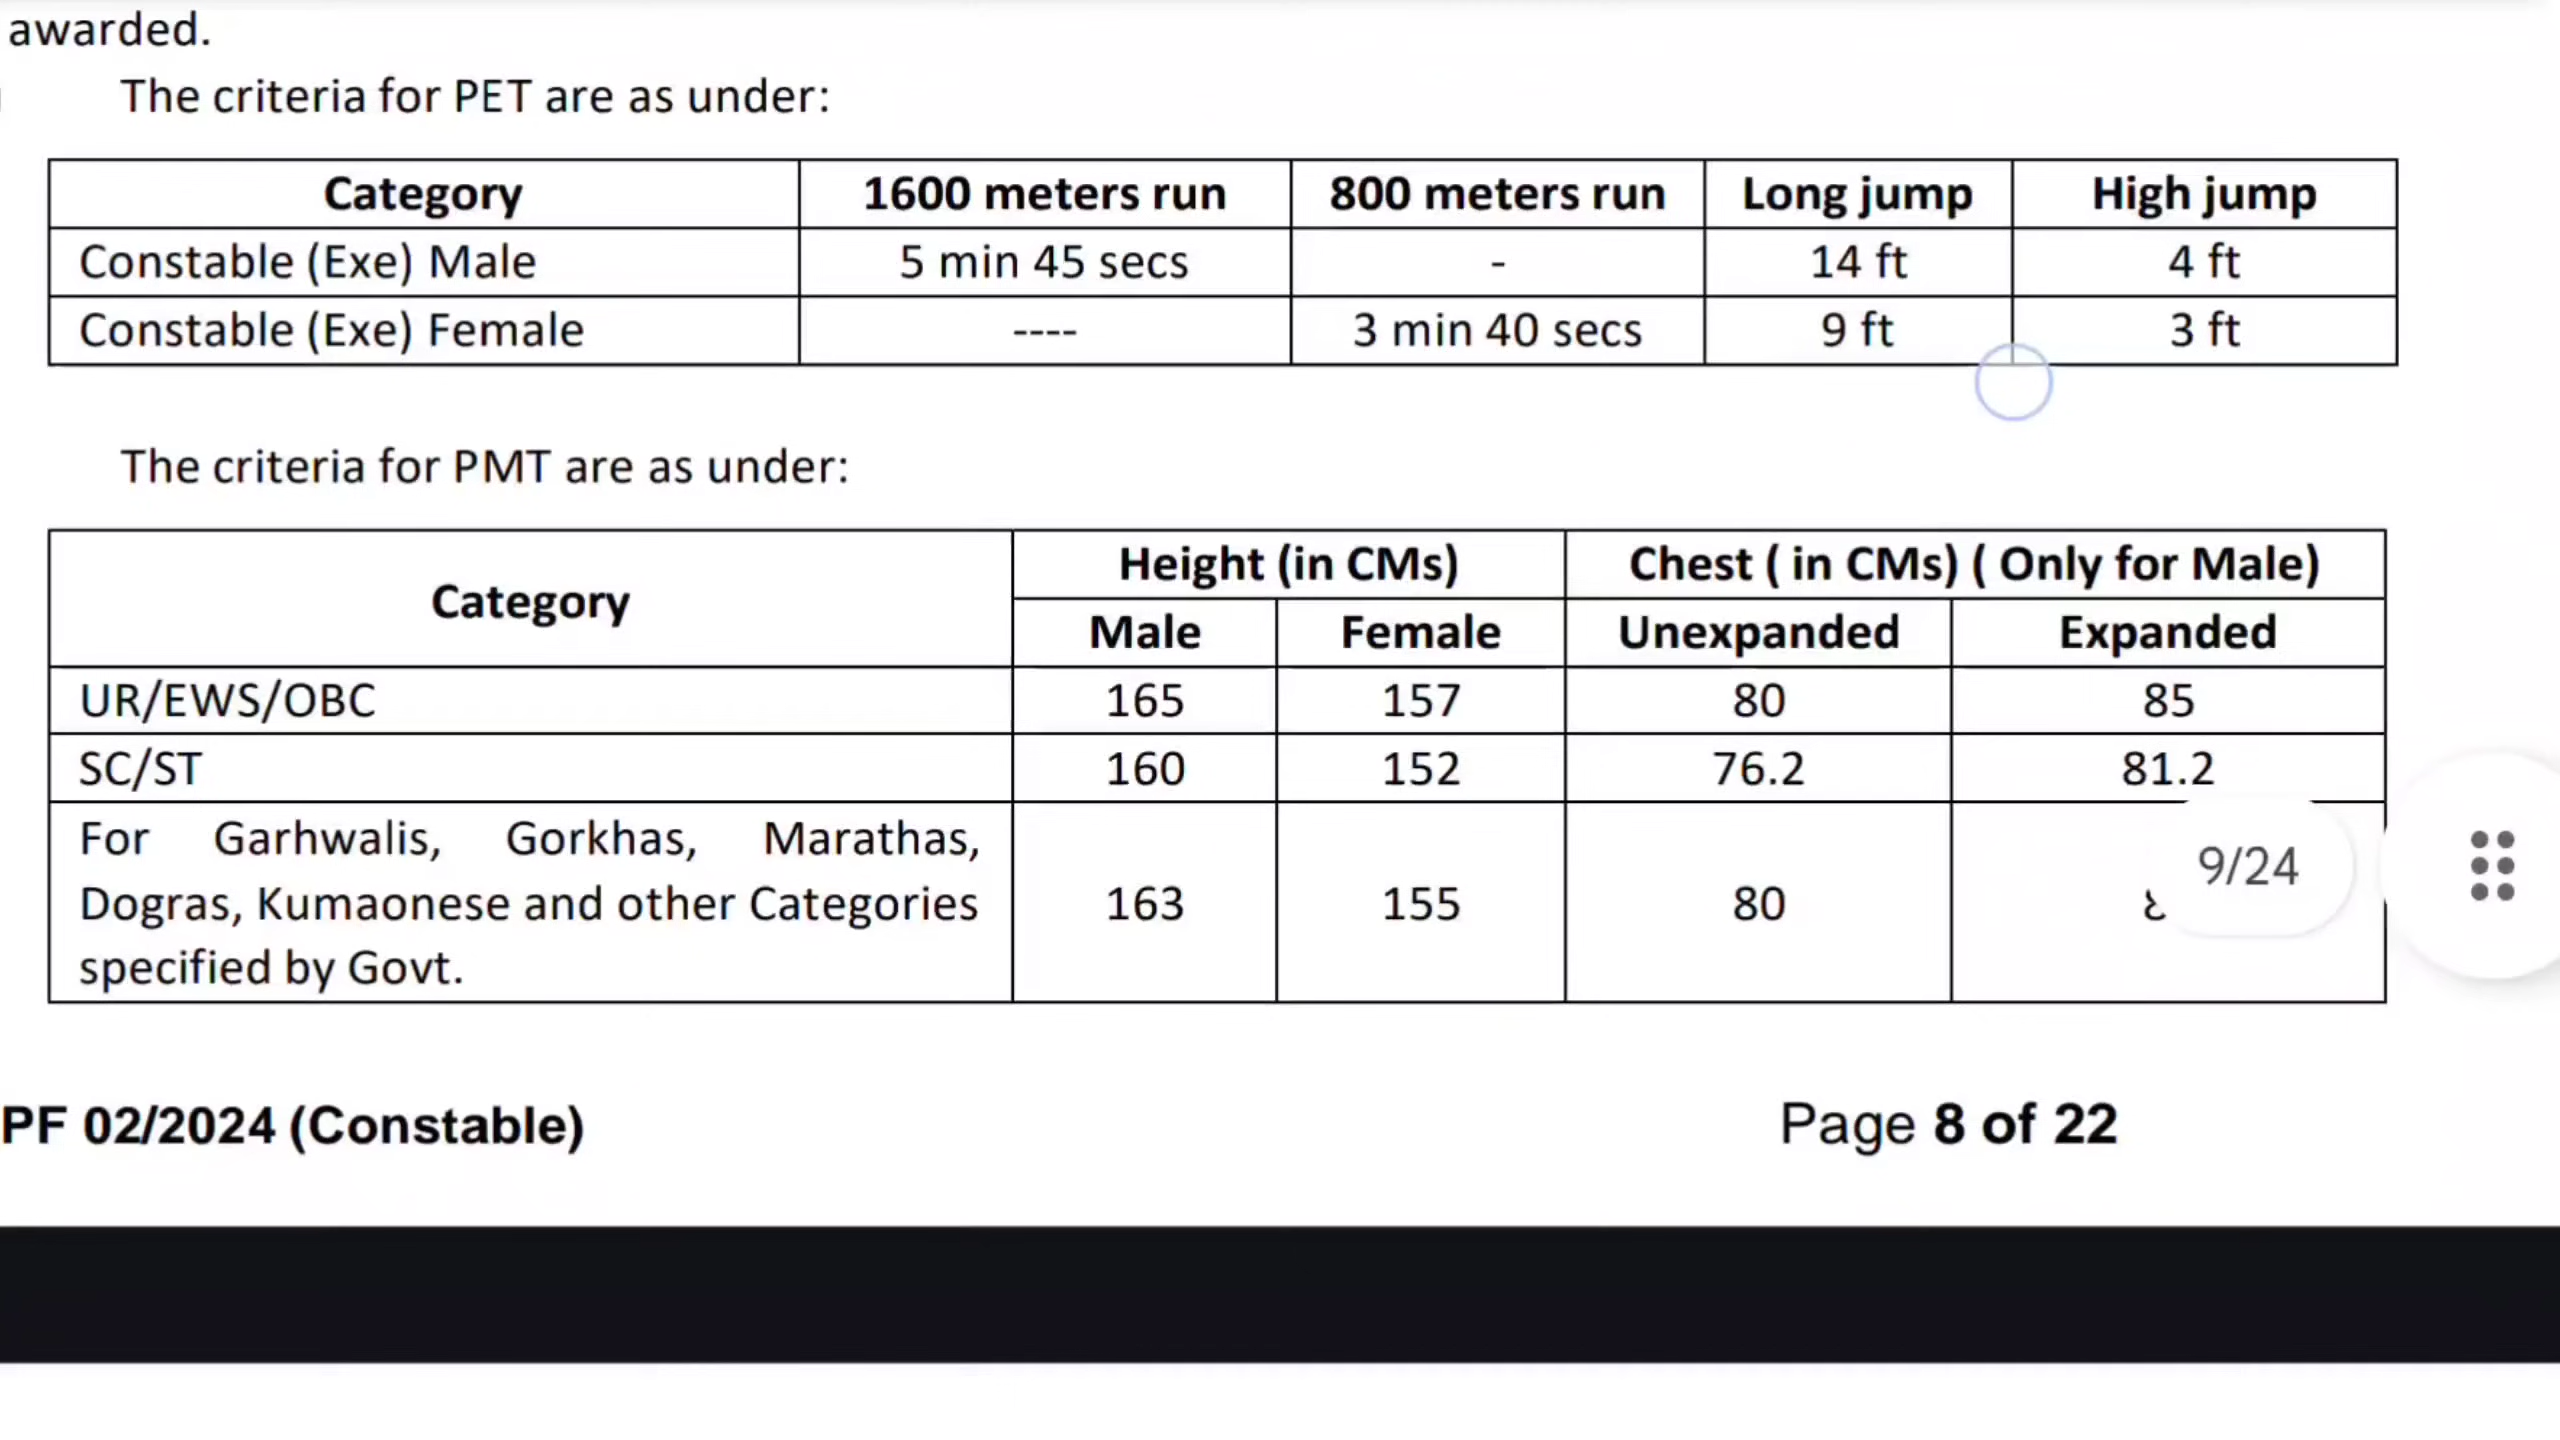 awarded.
The criteria for PET are as under:
Category 1600 meters run 800 meters run Long jump High jump
Constable (Exe) Male 5 min 45 secs - 14 ft 4 ft
Constable (Exe) Female ---- 3 min 40 secs 9 ft 3 ft
The criteria for PMT are as under:
Category Height (in CMs) Chest ( in CMs) ( Only for Male)
Male Female Unexpanded Expanded
UR/EWS/OBC 165 157 80 85
SC/ST 160 152 76.2 81.2
For Garhwalis, Gorkhas, Marathas,
Dogras, Kumaonese and other Categories 163 155 80
specified by Govt.
9/24
PF 02/2024 (Constable) Page 8 of 22